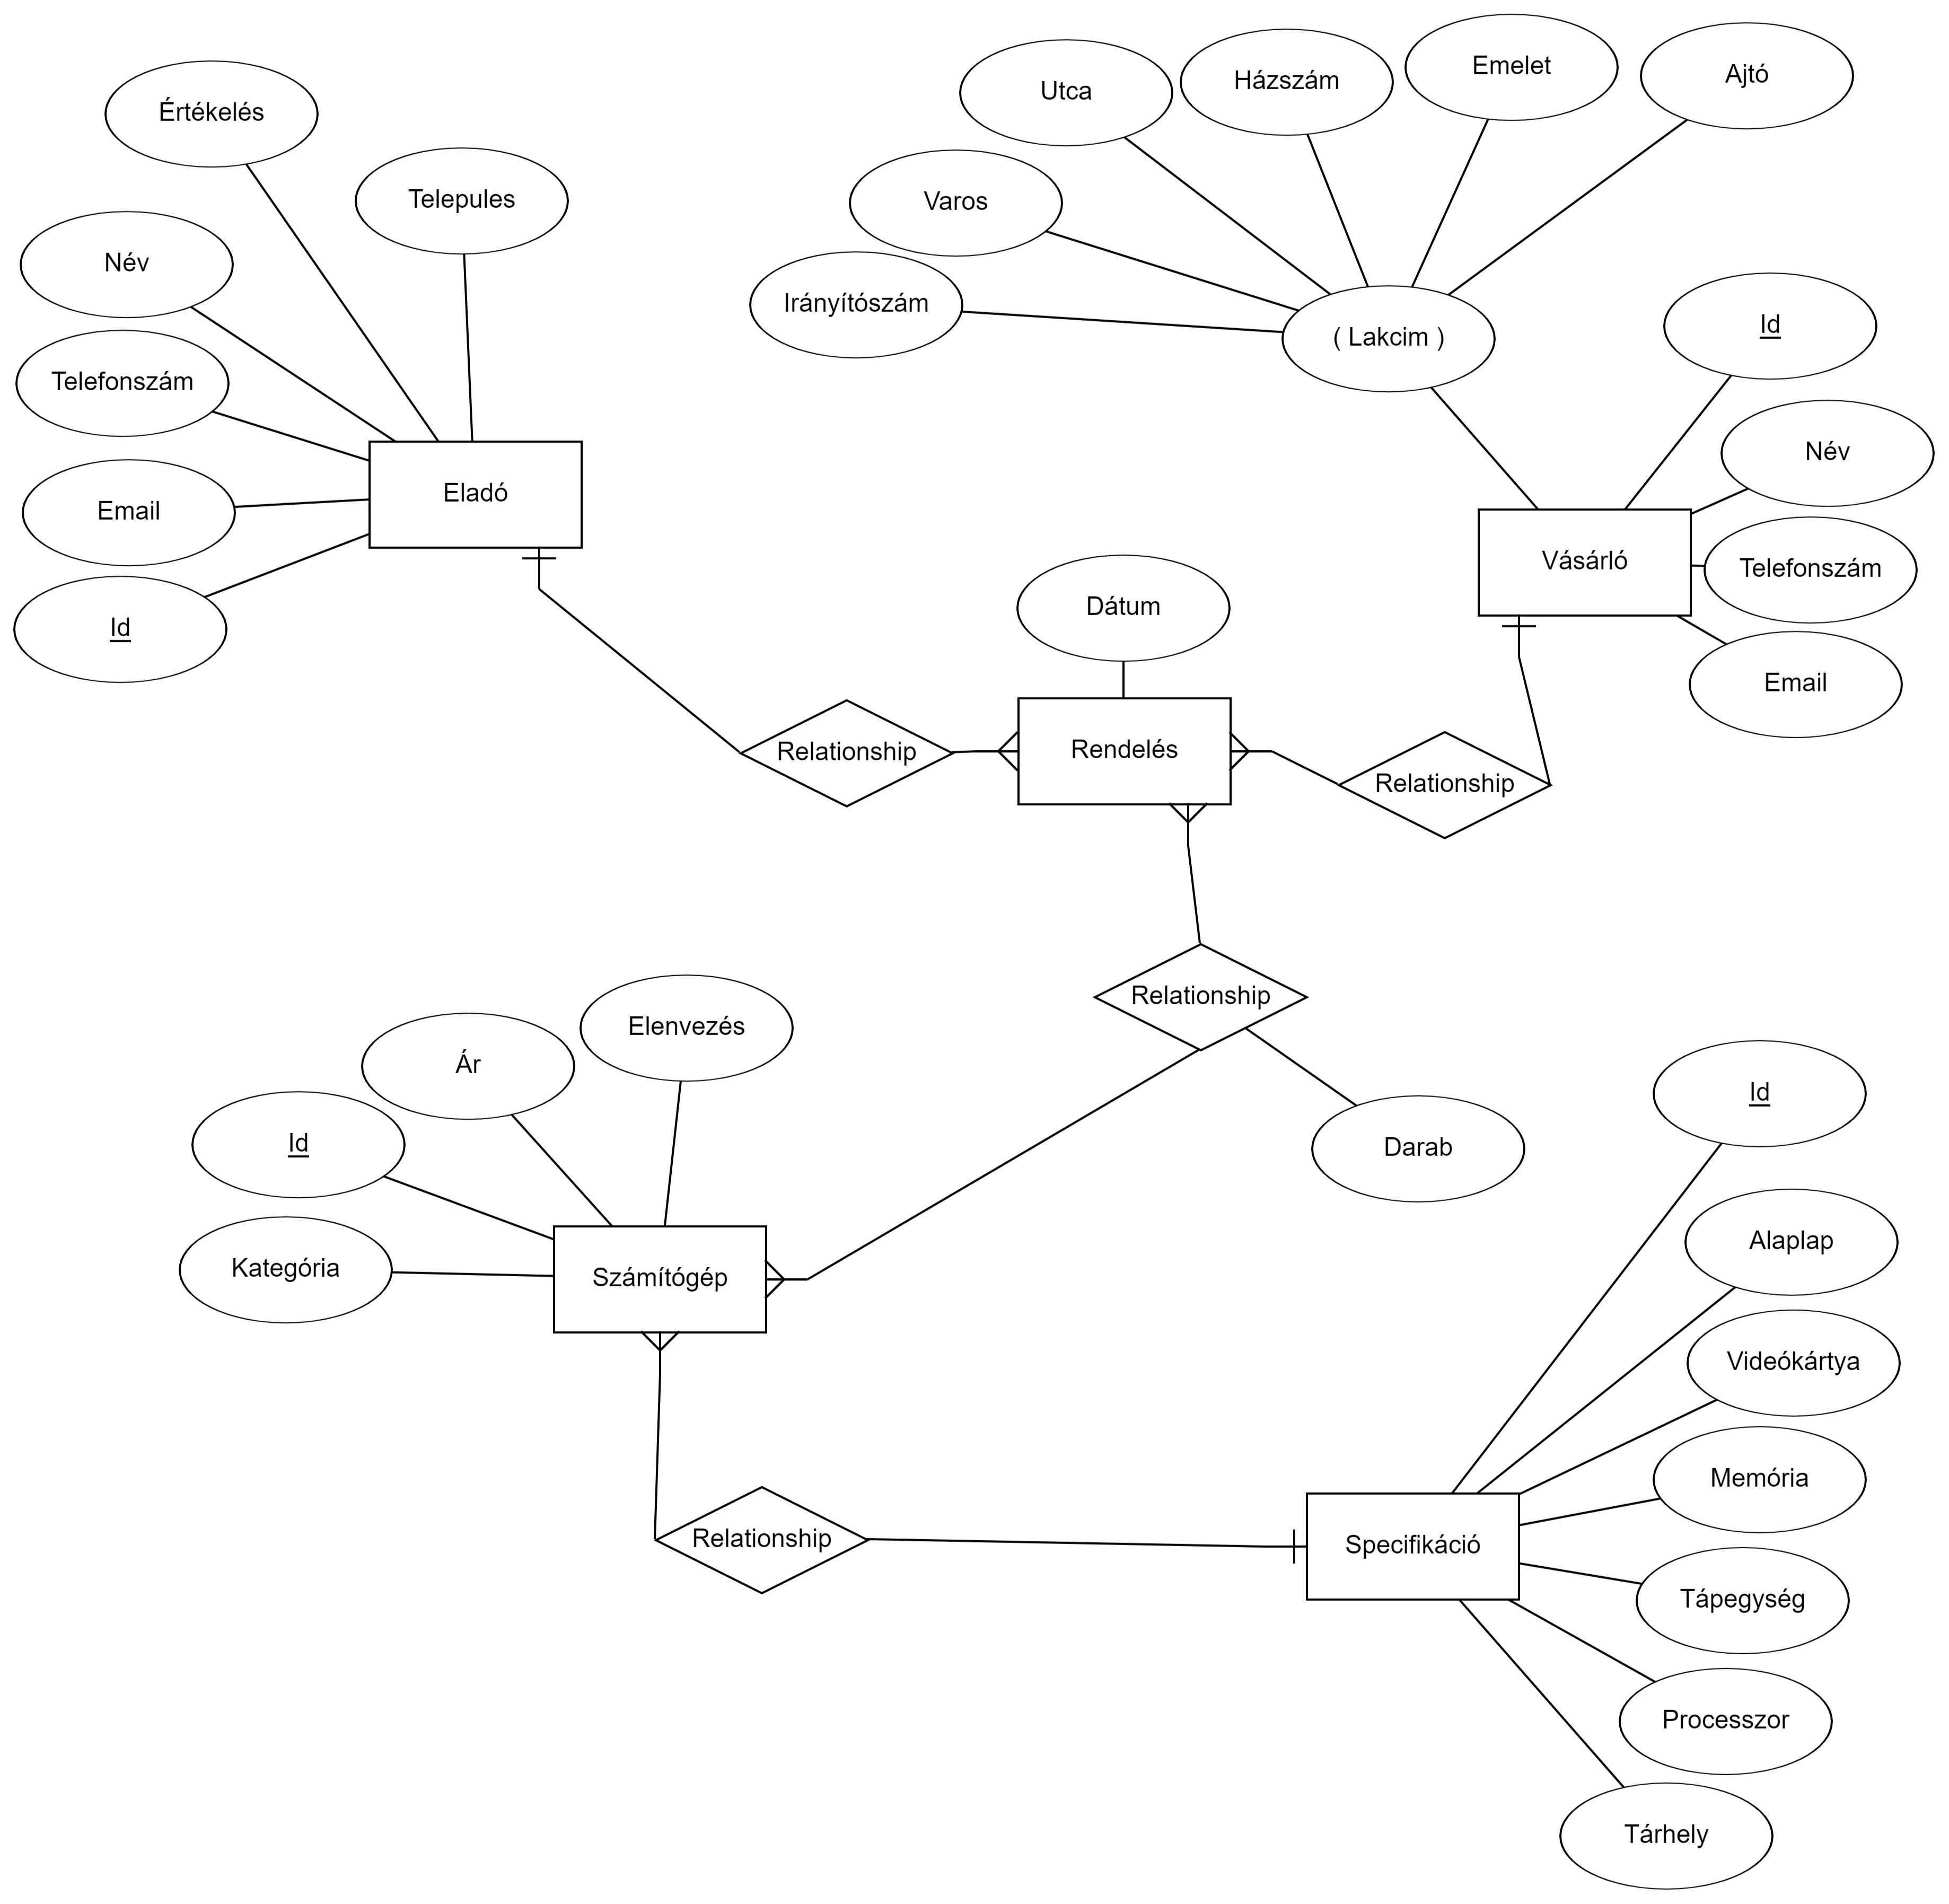 Értékelés
Telepules
Név
Telefonszám
Email
Id
Eladó
Utca
Házszám
Emelet
Ajtó
Varos
Irányítószám
( Lakcim )
Id
Név
Telefonszám
Email
Vásárló
Dátum
Relationship
Rendelés
Relationship
Relationship
Darab
Elenvezés
Ár
Id
Kategória
Számítógép
Relationship
Specifikáció
Id
Alaplap
Videókártya
Memória
Tápegység
Processzor
Tárhely